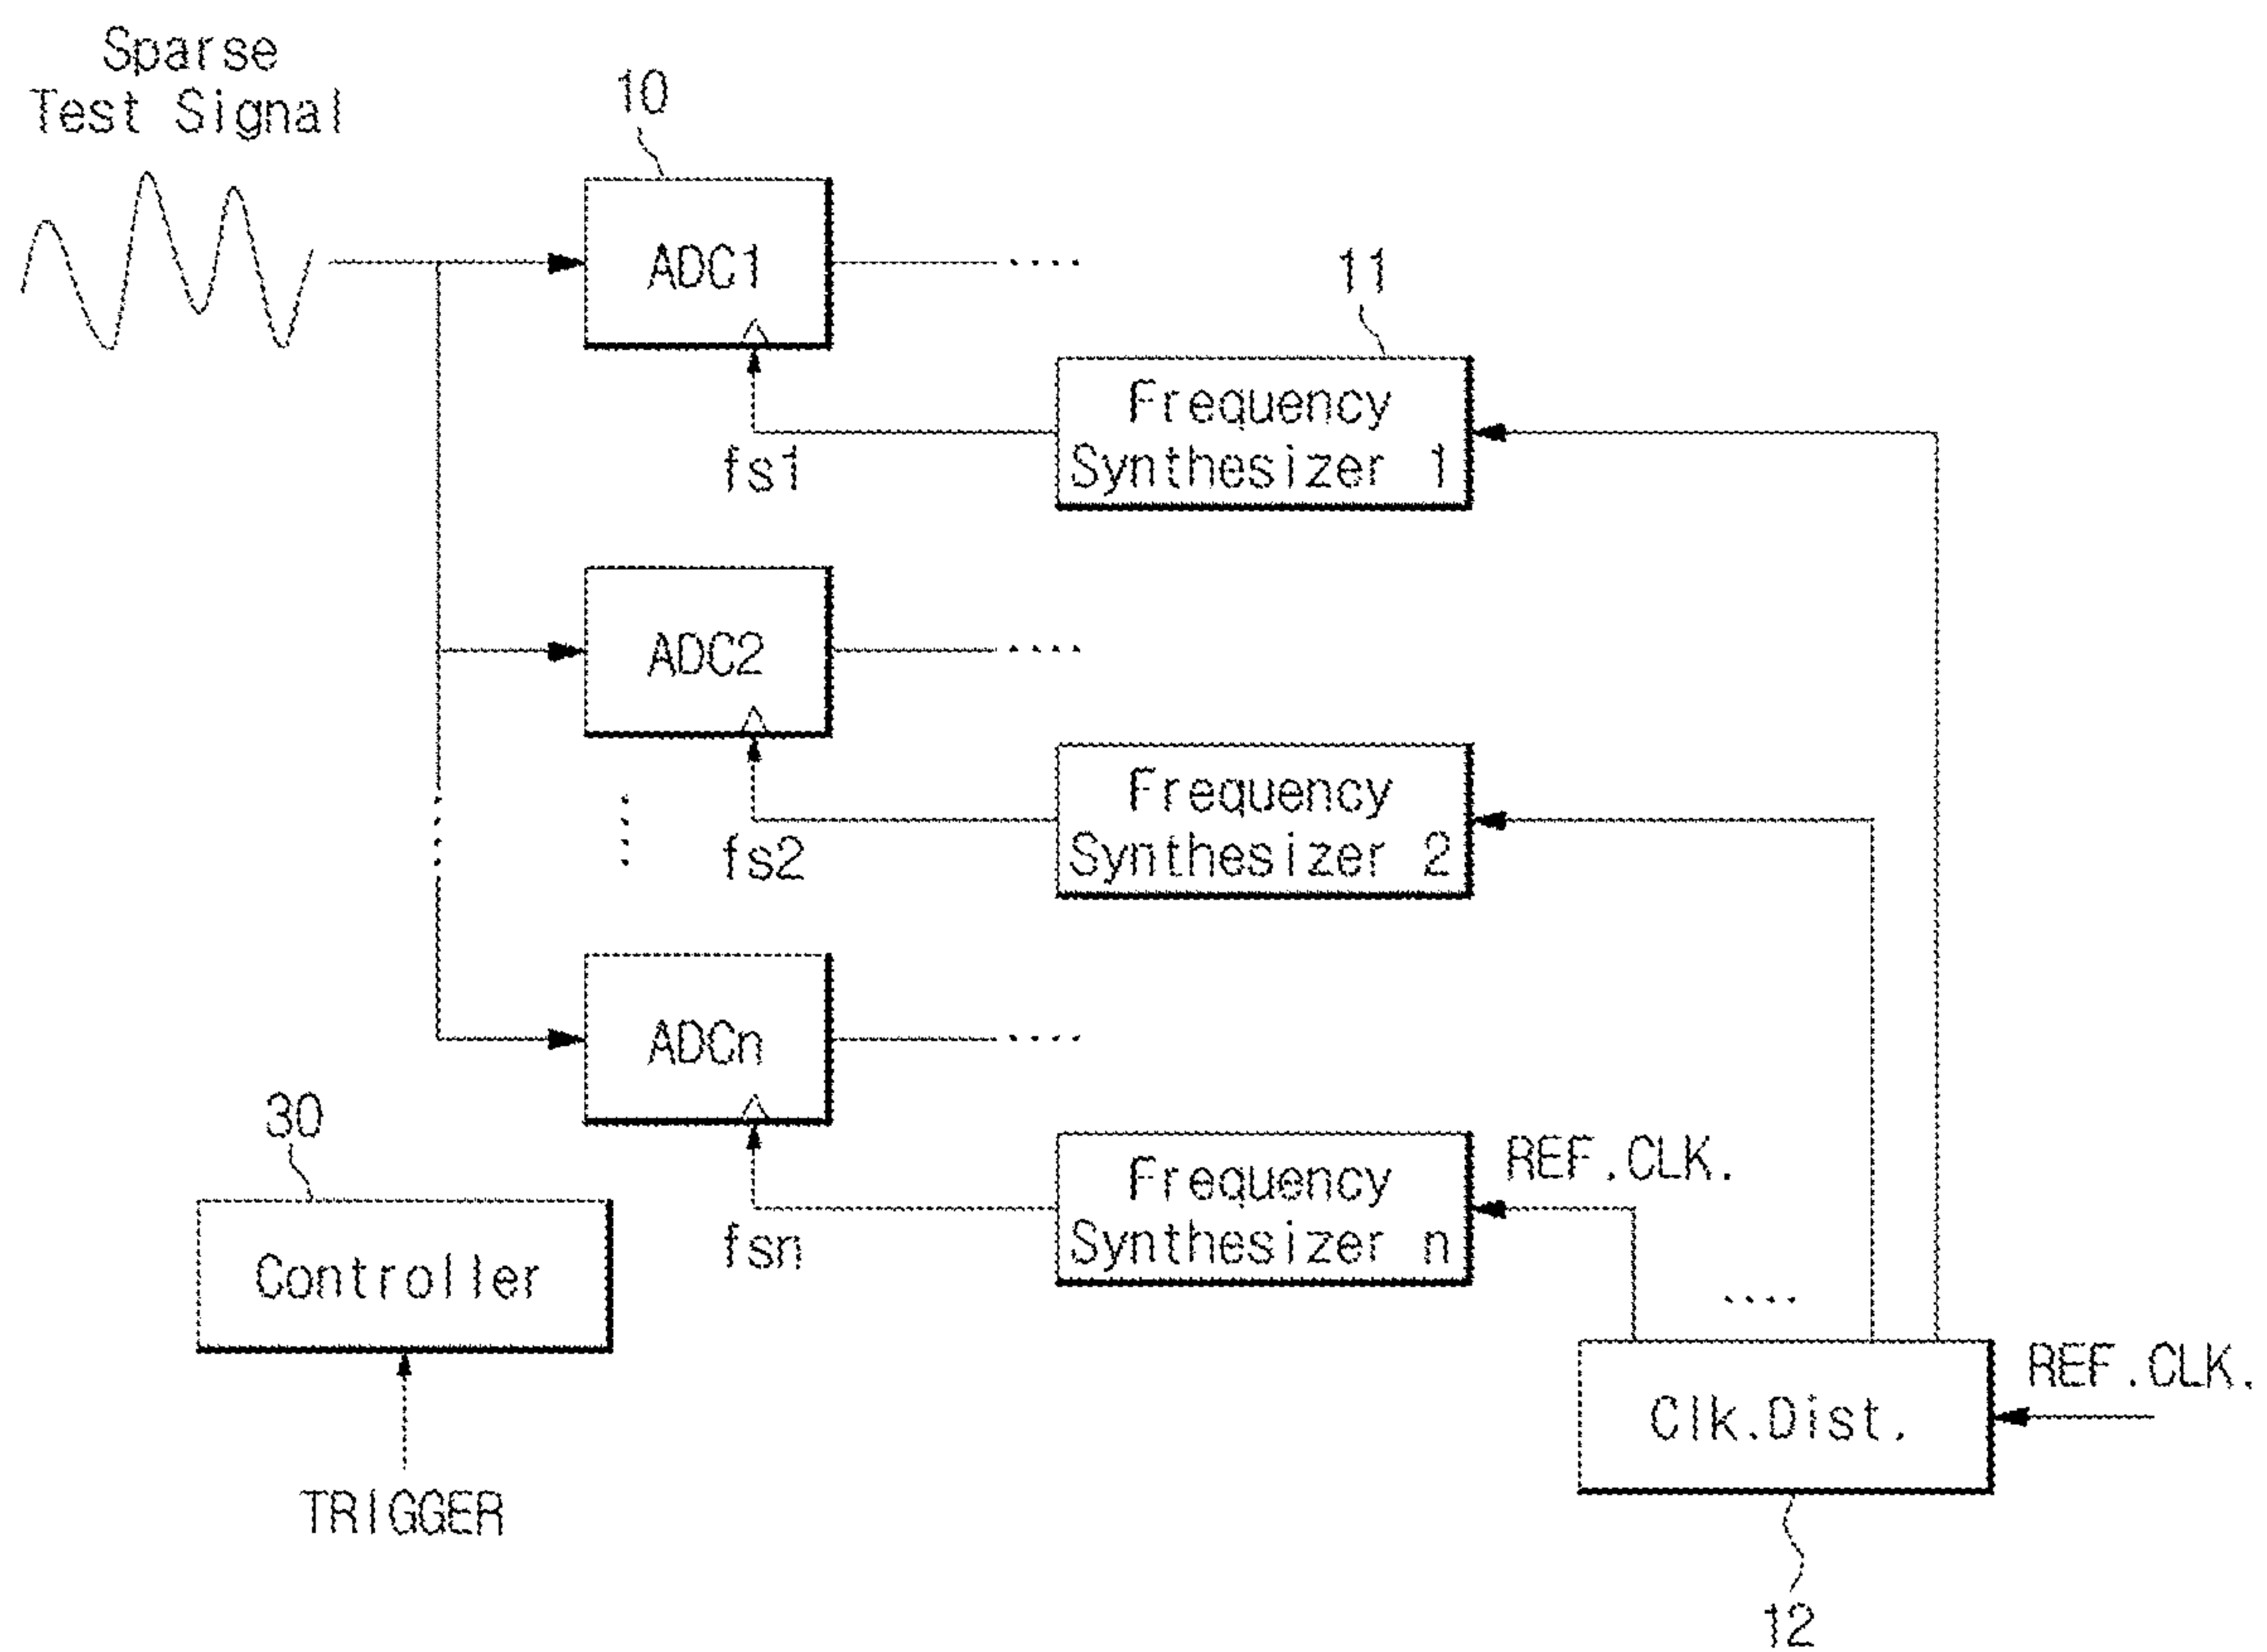 Sparse
Test Signal
10
ADC1
11
Frequency
Synthesizer 1
fs1
ADC2
Frequency
Synthesizer 2
fs2
ADCn
30
Frequency
Synthesizer n
REF.CLK.
fsn
Controller
REF.CLK.
Clk.Dist.
TRIGGER
12